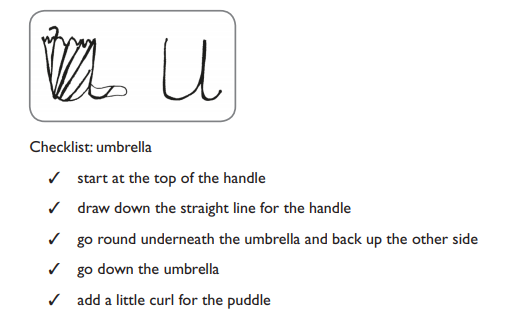 u
Checklist: umbrella
✓ start at the top of the handle
✓ draw down the straight line for the handle
✓ go round underneath the umbrella and back up the other side
✓ go down the umbrella
✓ add a little curl for the puddle